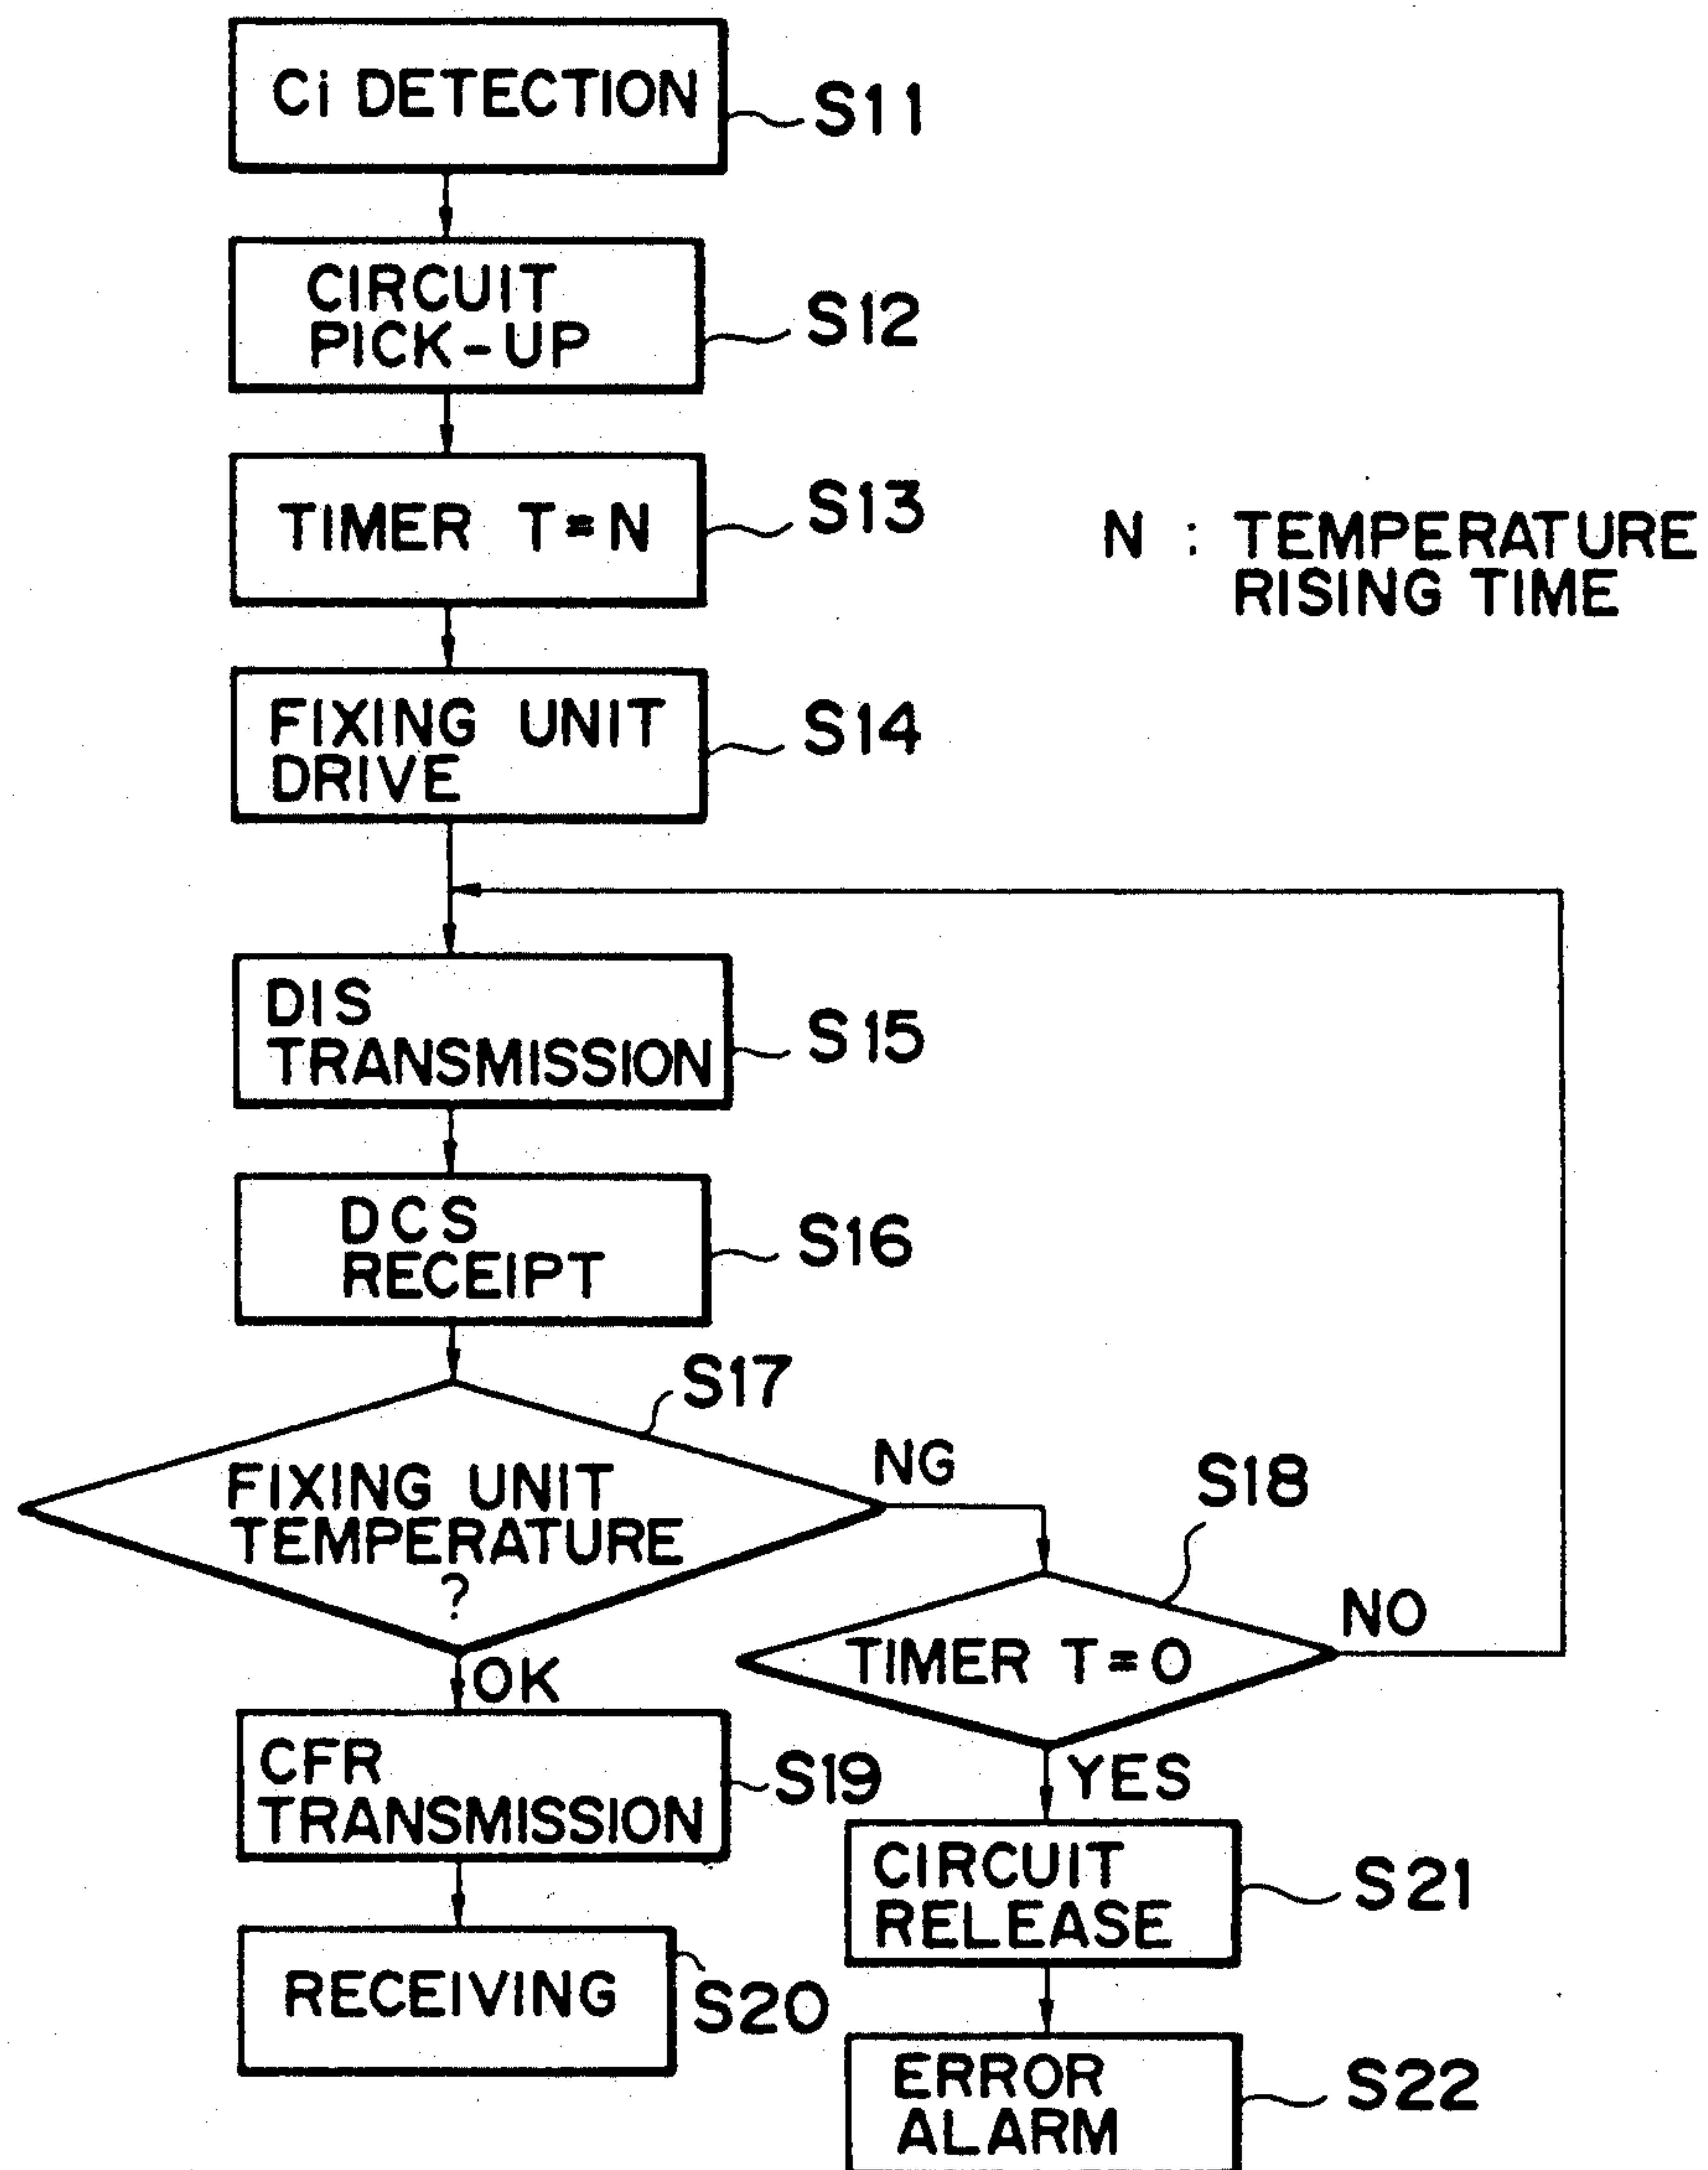 Ci DETECTION
S11
CIRCUIT
PICK-UP
S12
TIMER T=N
S13
N : TEMPERATURE
RISING TIME
FIXING UNIT
DRIVE
S14
DIS
TRANSMISSION
S15
DCS
RECEIPT
S16
S17
FIXING UNIT
TEMPERATURE
?
NG
OK
S18
TIMER T=0
NO
YES
CFR
TRANSMISSION
S19
RECEIVING
S20
CIRCUIT
RELEASE
S21
ERROR
ALARM
S22